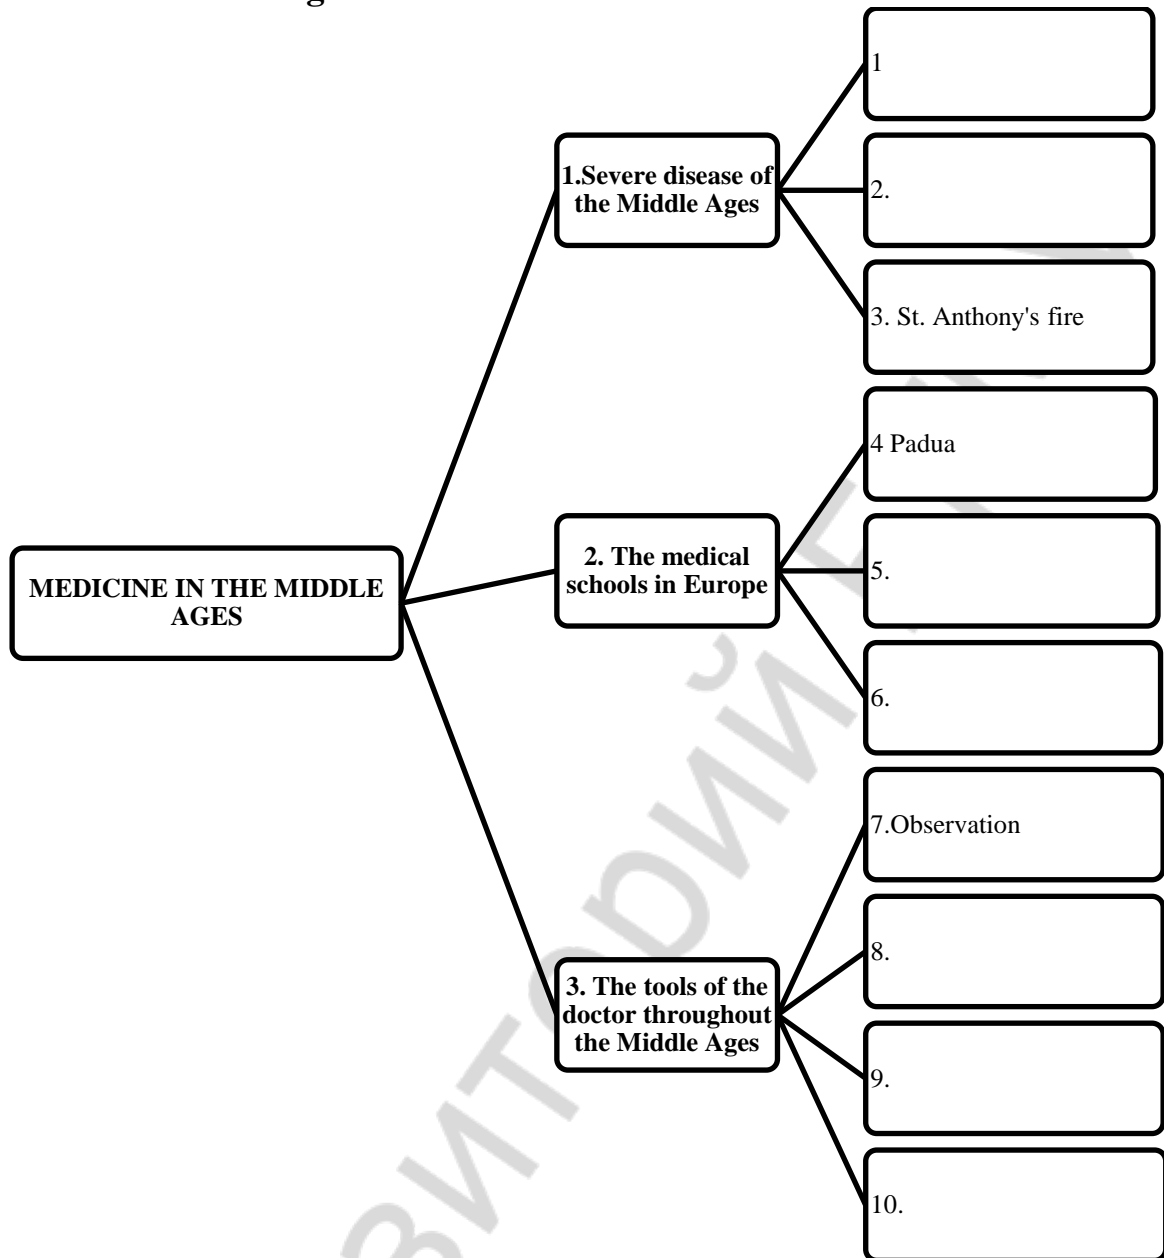 1
1.Severe disease of
the Middle Ages
2.
3. St. Anthony's fire
4 Padua
2. The medical
schools in Europe
5.
MEDICINE IN THE MIDDLE
AGES
6.
7.Observation
8.
3. The tools of the
doctor throughout
the Middle Ages
9.
10.